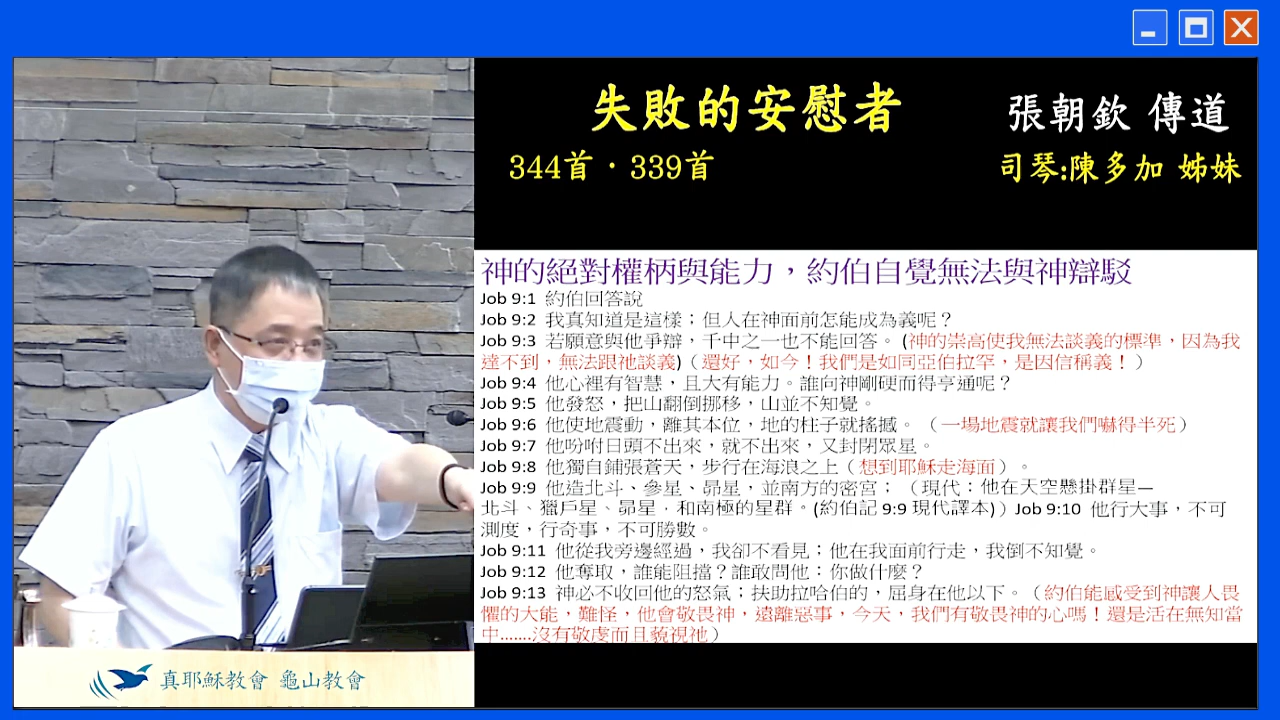 失敗的安慰者
張朝欽 傳道
344首・339首
司琴:陳多加 姊妹
神的絕對權柄與能力，約伯自覺無法與神辯駁
Job 9:1 約伯回答說
Job 9:2 我真知道是這樣；但人在神面前怎能成為義呢？
Job 9:3 若願意與他爭辯，千中之一也不能回答。(神的崇高使我無法談義的標準，因為我
達不到，無法跟祂談義)（還好，如今！我們是如同亞伯拉罕，是因信稱義！）
Job 9:4 他心裡有智慧，且大有能力。誰向神剛硬而得亨通呢？
Job 9:5 他發怒，把山翻倒挪移，山並不知覺。
Job 9:6 他使地震動，離其本位，地的柱子就搖撼。（一場地震就讓我們嚇得半死）
Job 9:7 他吩咐日頭不出來，就不出來，又封閉眾星。
Job 9:8 他獨自鋪張蒼天，步行在海浪之上（想到耶穌走海面）。
Job 9:9 他造北斗、參星、昴星，並南方的密宮；（現代：他在天空懸掛群星—
北斗、獵戶星、昴星，和南極的星群。(約伯記 9:9 現代譯本)）Job 9:10 他行大事，不可
測度，行奇事，不可勝數。
Job 9:11 他從我旁邊經過，我卻不看見；他在我面前行走，我倒不知覺。
Job 9:12 他奪取，誰能阻擋？誰敢問他：你做什麼？
Job 9:13 神必不收回他的怒氣；扶助拉哈伯的，屈身在他以下。（約伯能感受到神讓人畏
懼的大能，難怪，他會敬畏神，遠離惡事，今天，我們有敬畏神的心嗎！還是活在無知當
中.......沒有敬虔而且藐視祂）
真耶穌教會 龜山教會